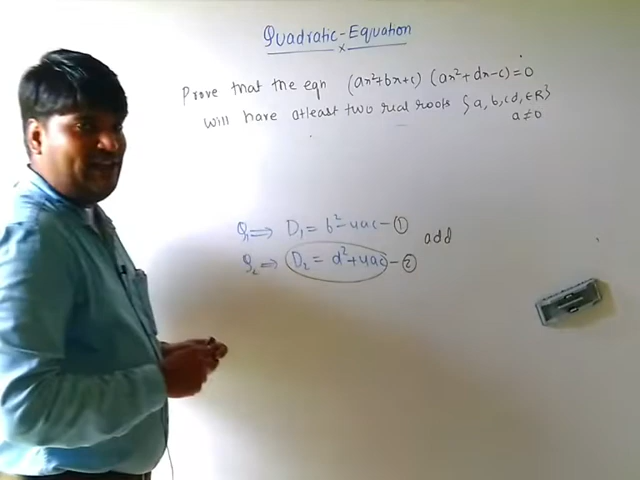 Quadratic-Equation
x
Prove that the eqn (ax²+bx+c) (ax²+dx-c)=0
will have atleast two real roots {a, b, c d, ∈R}
a≠0
Q₁⇒ D₁ = b²-4ac-①
add
Q₂⇒ D₂ = d²+4ac-②